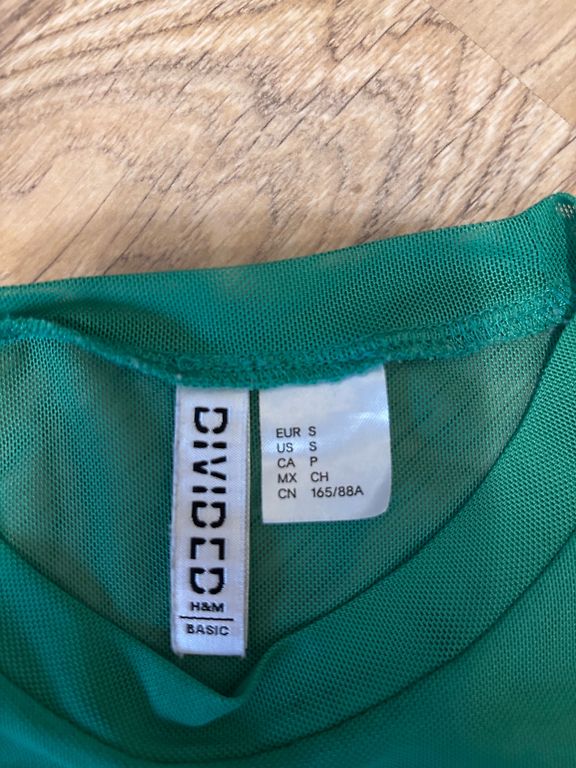 DIVIDED
H&M
BASIC
EUR S
US S
CA P
MX CH
CN 165/88A